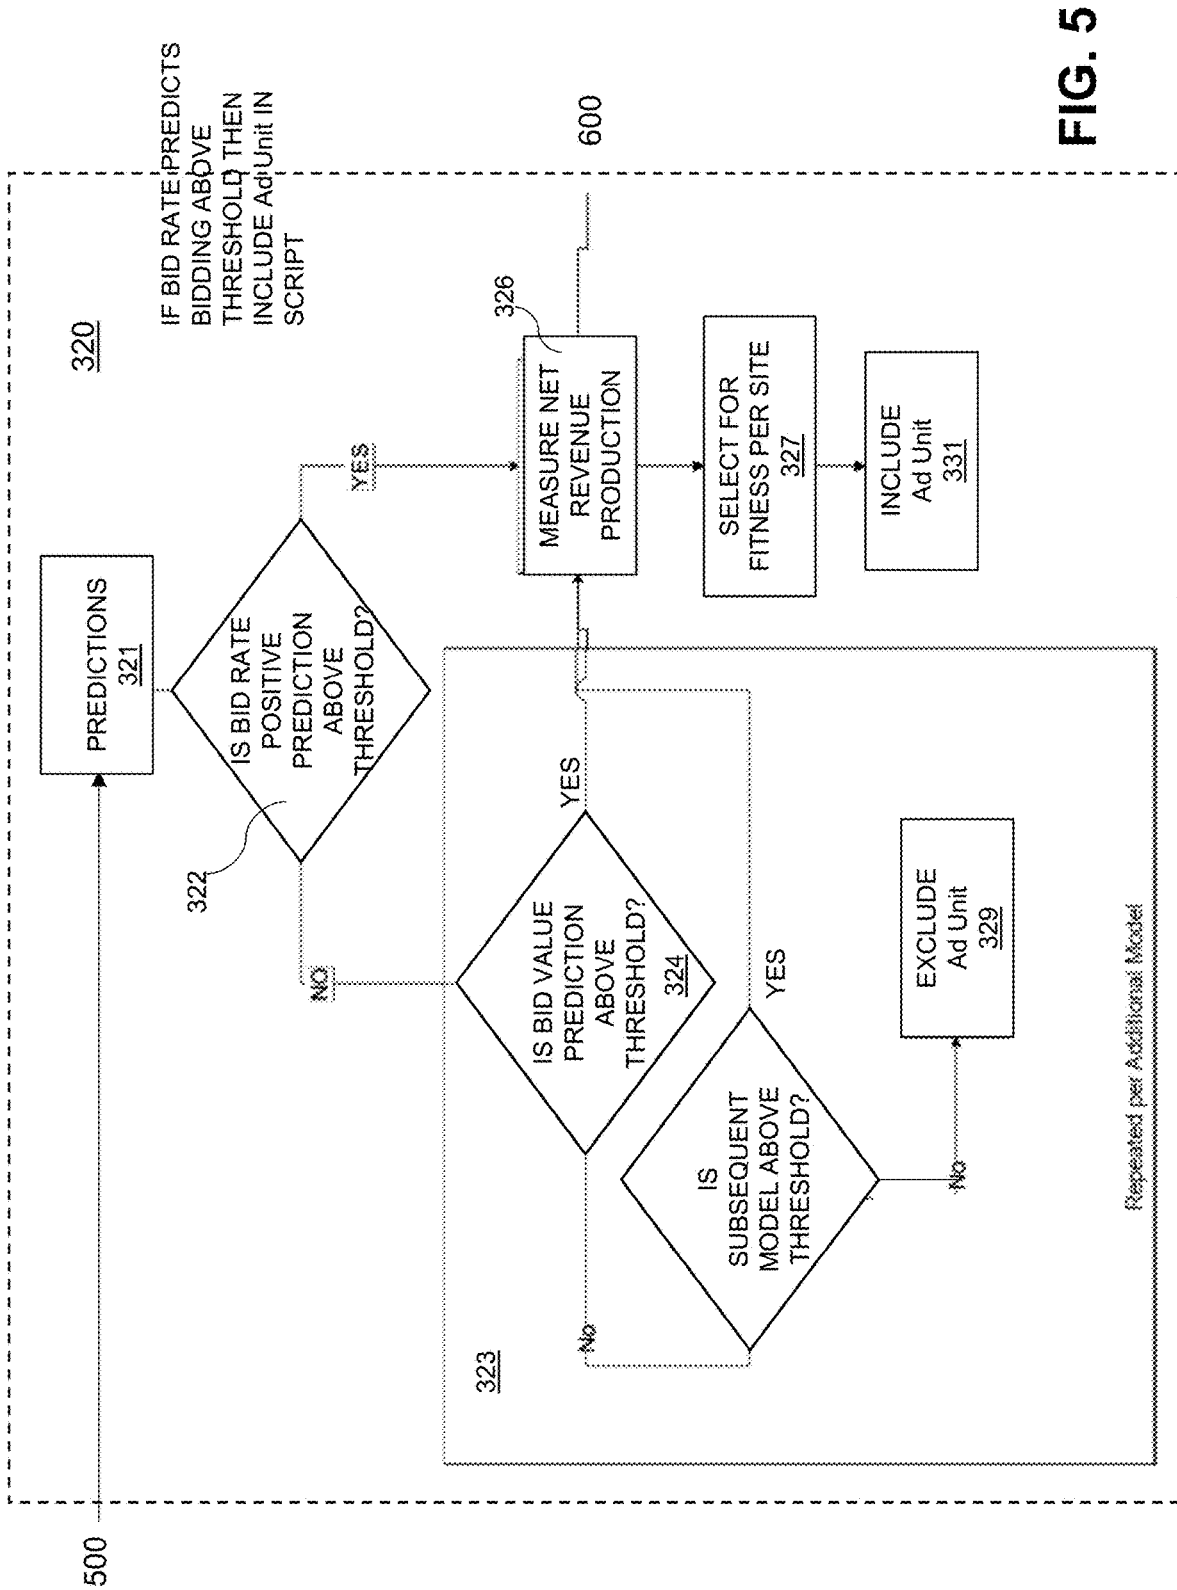 500
PREDICTIONS
321
320
IF BID RATE PREDICTS
BIDDING ABOVE
THRESHOLD THEN
INCLUDE Ad Unit IN
SCRIPT
322
IS BID RATE
POSITIVE
PREDICTION
ABOVE
THRESHOLD?
NO
YES
323
IS BID VALUE
PREDICTION
ABOVE
THRESHOLD?
324
YES
No
326
MEASURE NET
REVENUE
PRODUCTION
600
IS
SUBSEQUENT
MODEL ABOVE
THRESHOLD?
YES
No
SELECT FOR
FITNESS PER SITE
327
EXCLUDE
Ad Unit
329
INCLUDE
Ad Unit
331
Repeated per Additional Model
FIG. 5